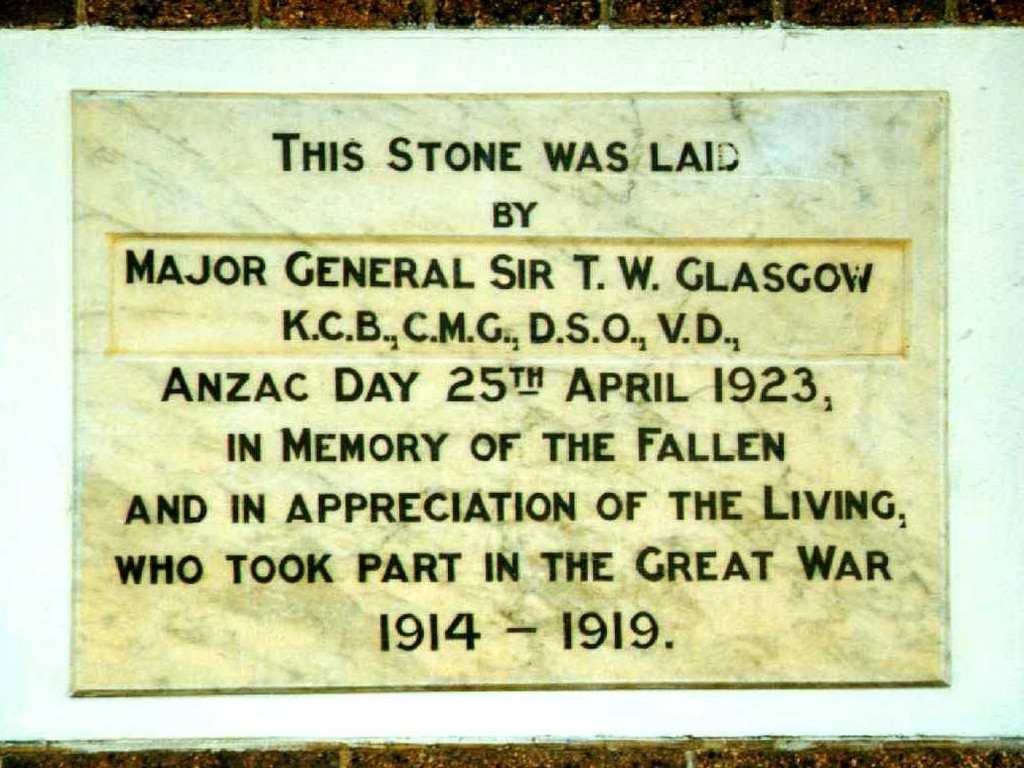 THIS STONE WAS LAID
BY
MAJOR GENERAL SIR T. W. GLASGOW
K.C.B., C.M.G., D.S.O., V.D.,
ANZAC DAY 25TH APRIL 1923,
IN MEMORY OF THE FALLEN
AND IN APPRECIATION OF THE LIVING,
WHO TOOK PART IN THE GREAT WAR
1914 - 1919.